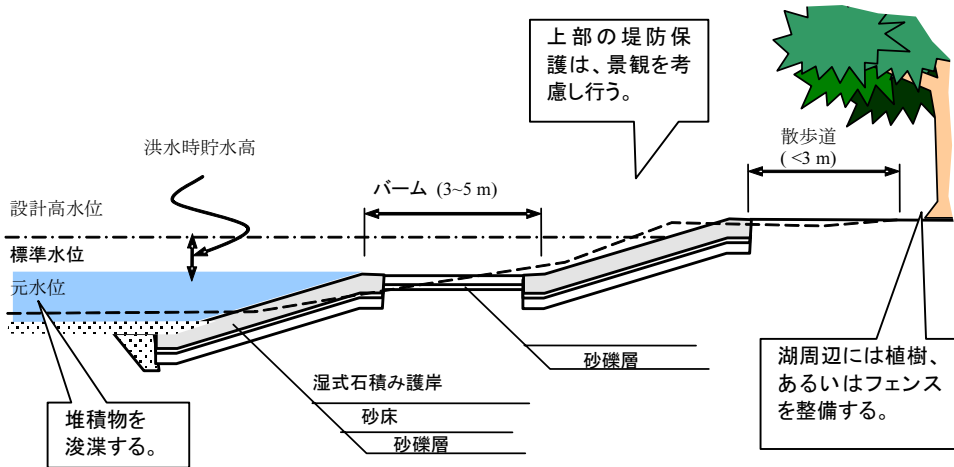 上部の堤防保
護は、景観を考
慮し行う。
散歩道
( <3 m)
洪水時貯水高
バーム (3~5 m)
設計高水位
標準水位
元水位
砂礫層
湿式石積み護岸
砂床
砂礫層
堆積物を
浚渫する。
湖周辺には植樹、
あるいはフェンス
を整備する。